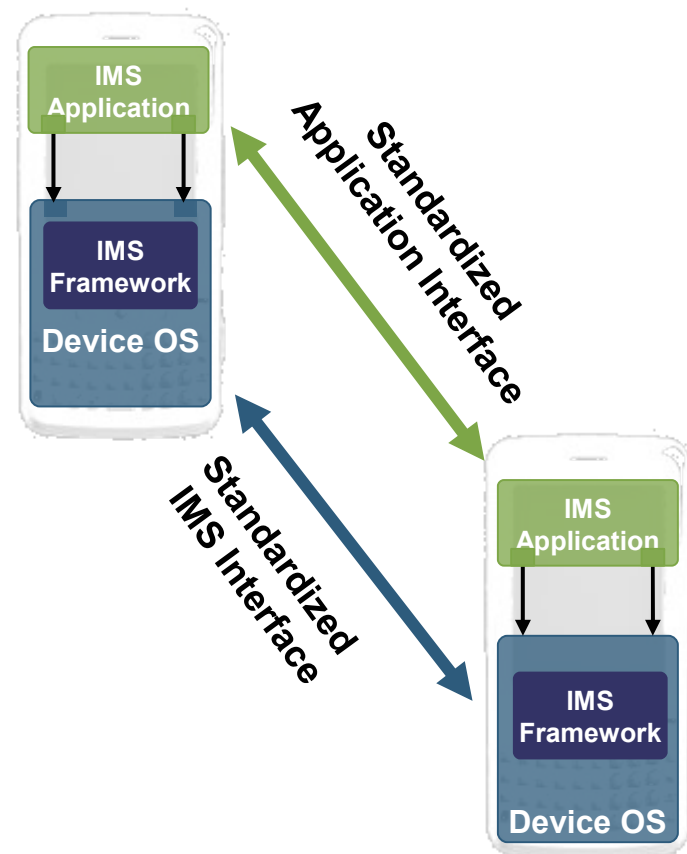 IMS
Application
IMS
Framework
Device OS
Standardized
Application Interface
Standardized
IMS Interface
IMS
Application
IMS
Framework
Device OS